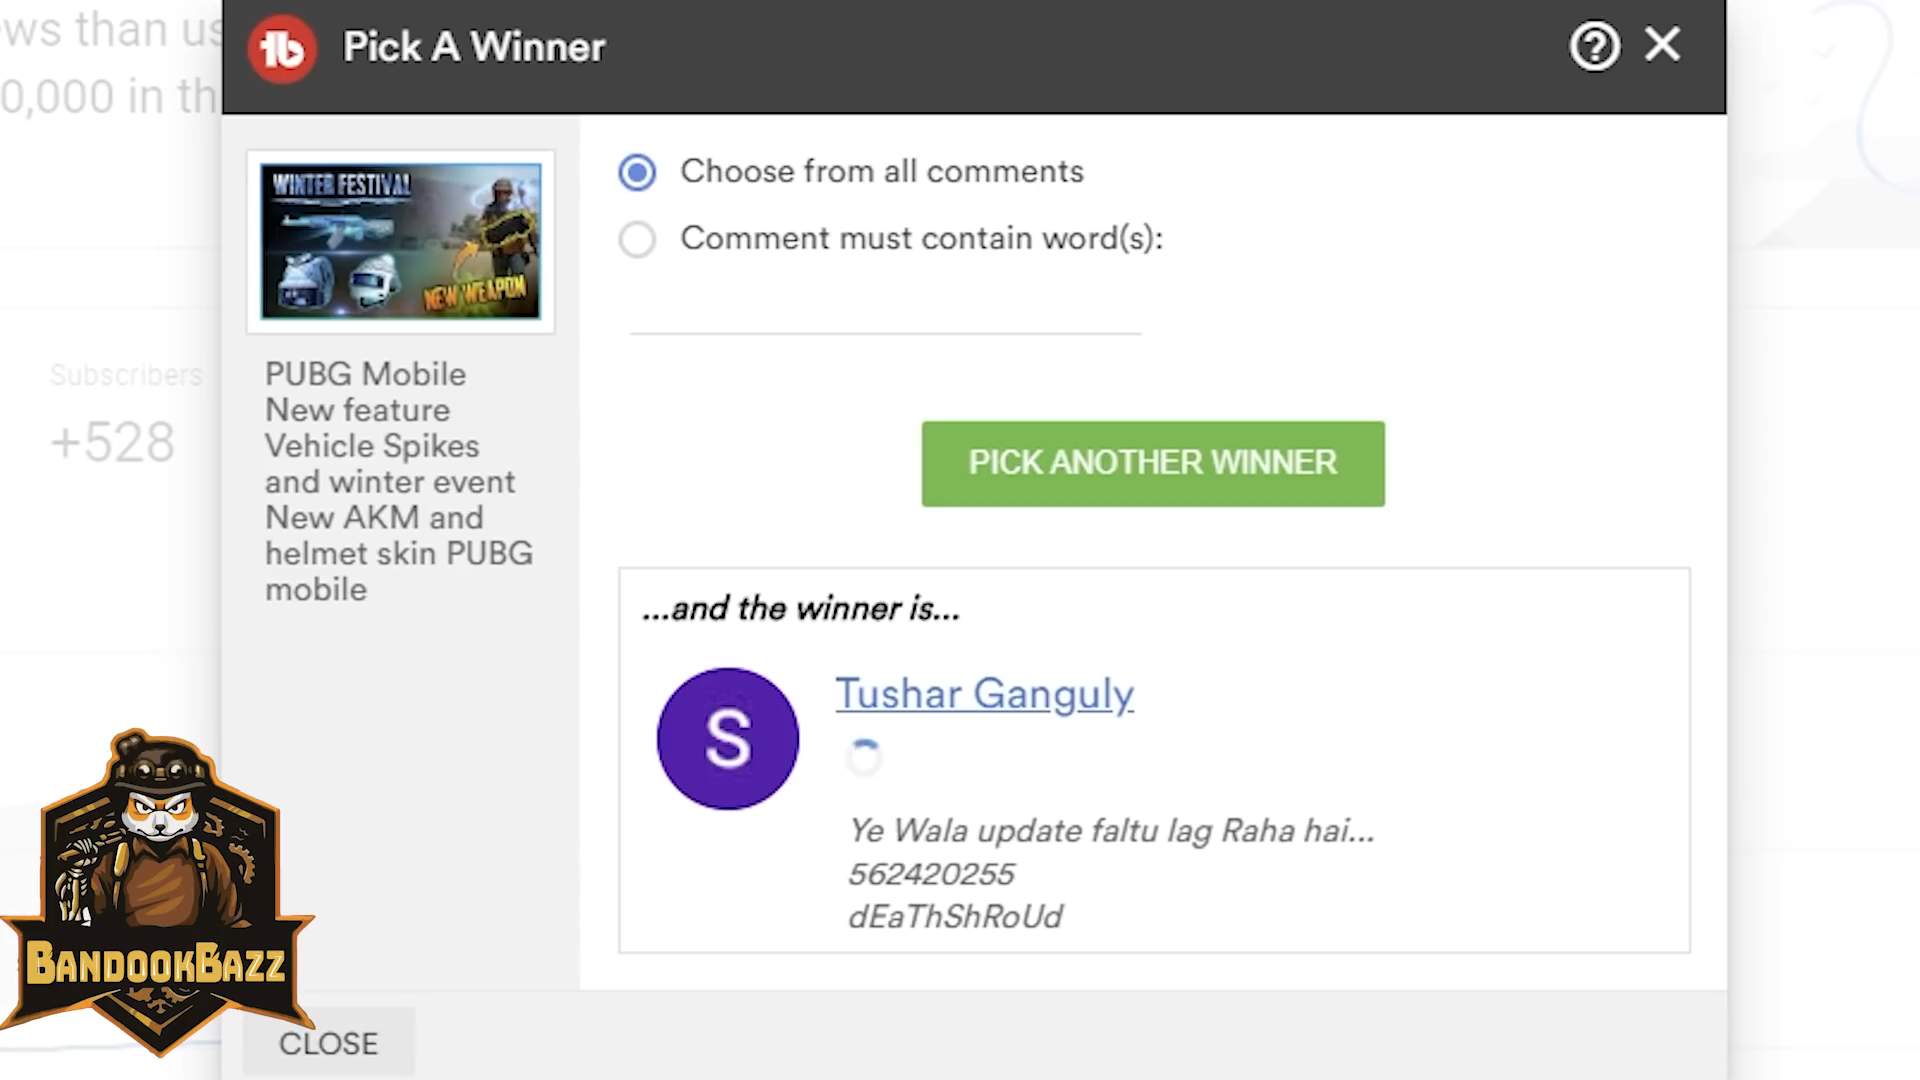 ws than us
0,000 in th
Subscribers
+528
Pick A Winner
WINTER FESTIVAL
NEW WEAPON
PUBG Mobile
New feature
Vehicle Spikes
and winter event
New AKM and
helmet skin PUBG
mobile
Choose from all comments
Comment must contain word(s):
PICK ANOTHER WINNER
...and the winner is...
S
Tushar Ganguly
Ye Wala update faltu lag Raha hai...
562420255
dEaThShRoUd
BANDOOKBAZZ
CLOSE